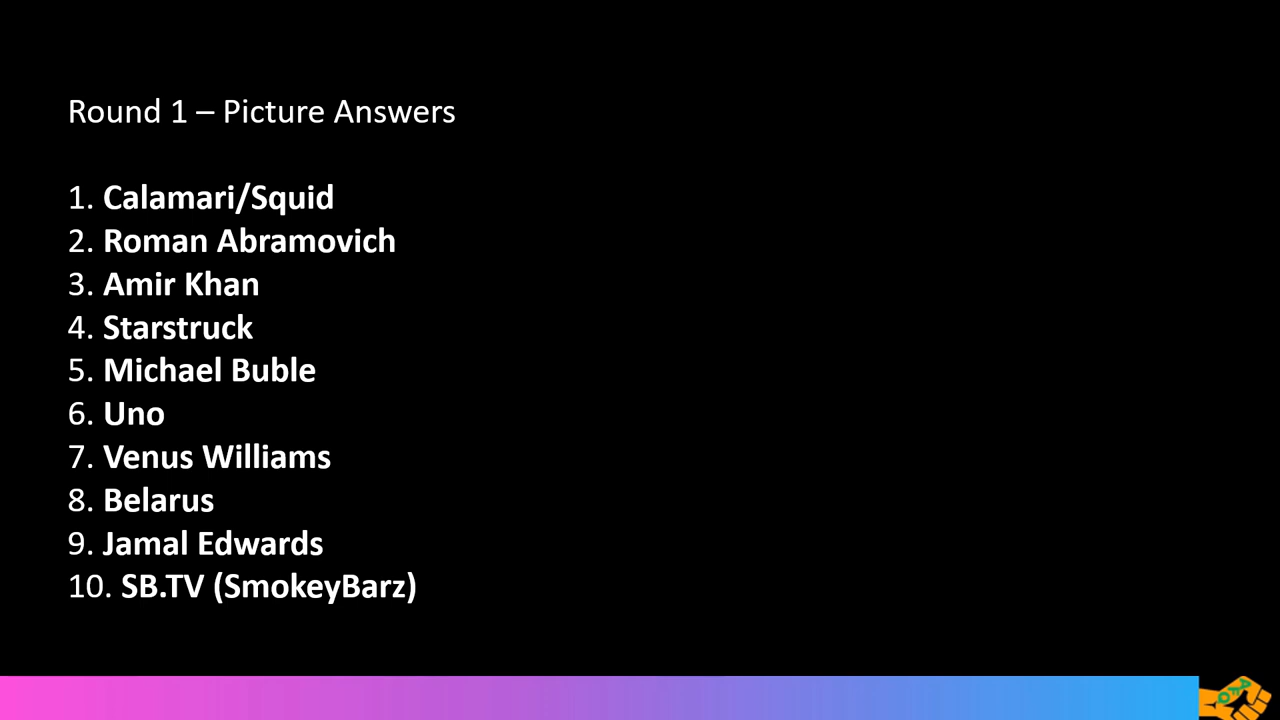 Round 1 – Picture Answers
1. Calamari/Squid
2. Roman Abramovich
3. Amir Khan
4. Starstruck
5. Michael Buble
6. Uno
7. Venus Williams
8. Belarus
9. Jamal Edwards
10. SB.TV (SmokeyBarz)